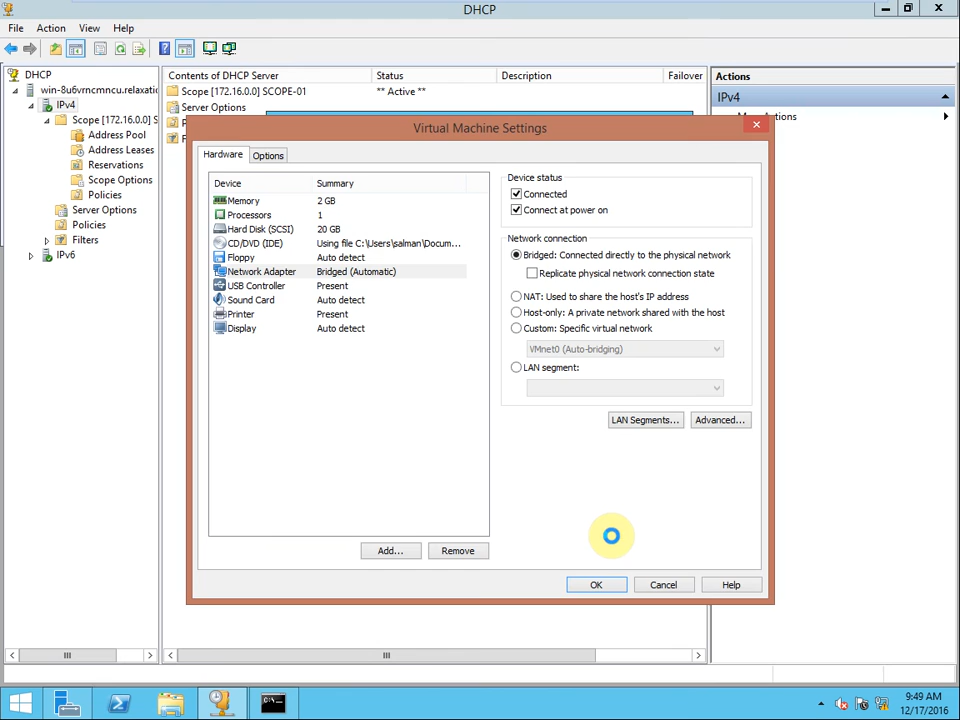 DHCP
File Action View Help
DHCP
win-8u6vrncmncu.relaxatio
IPv4
Scope [172.16.0.0] S
Address Pool
Address Leases
Reservations
Scope Options
Policies
Server Options
Policies
Filters
IPv6
Contents of DHCP Server Status Description Failover
Scope [172.16.0.0] SCOPE-01 ** Active **
Server Options
Actions
IPv4
Actions
Virtual Machine Settings
Hardware Options
Device Summary
Memory 2 GB
Processors 1
Hard Disk (SCSI) 20 GB
CD/DVD (IDE) Using file C:\Users\salman\Docum...
Floppy Auto detect
Network Adapter Bridged (Automatic)
USB Controller Present
Sound Card Auto detect
Printer Present
Display Auto detect
Add... Remove
Device status
Connected
Connect at power on
Network connection
Bridged: Connected directly to the physical network
Replicate physical network connection state
NAT: Used to share the host's IP address
Host-only: A private network shared with the host
Custom: Specific virtual network
VMnet0 (Auto-bridging)
LAN segment:
LAN Segments... Advanced...
OK Cancel Help
9:49 AM
12/17/2016